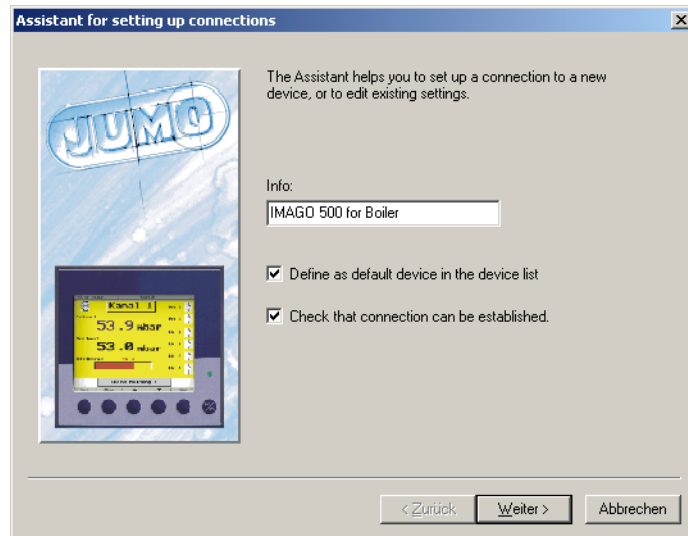 Assistant for setting up connections
The Assistant helps you to set up a connection to a new
device, or to edit existing settings.
JUMO
Info:
IMAGO 500 for Boiler
Define as default device in the device list
Check that connection can be established.
Kanal 1
53.9 mbar
53.0 mbar
< Zurück
Weiter >
Abbrechen